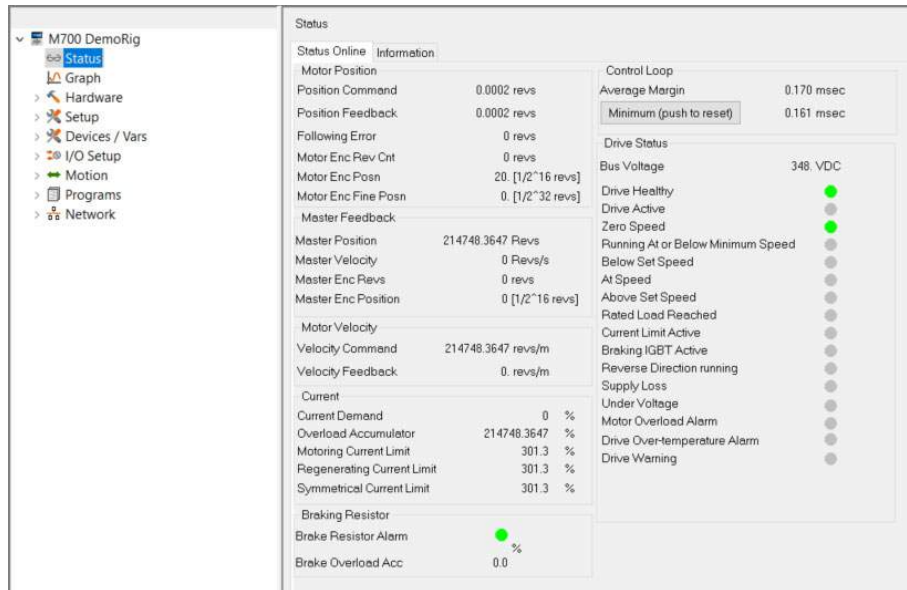 M700 DemoRig
Status
Graph
Hardware
Setup
Devices / Vars
I/O Setup
Motion
Programs
Network
Status
Status Online Information
Motor Position
Position Command 0.0002 revs
Position Feedback 0.0002 revs
Following Error 0 revs
Motor Enc Rev Cnt 0 revs
Motor Enc Posn 20. [1/2^16 revs]
Motor Enc Fine Posn 0. [1/2^32 revs]
Master Feedback
Master Position 214748.3647 Revs
Master Velocity 0 Revs/s
Master Enc Revs 0 revs
Master Enc Position 0 [1/2^16 revs]
Motor Velocity
Velocity Command 214748.3647 revs/m
Velocity Feedback 0. revs/m
Current
Current Demand 0 %
Overload Accumulator 214748.3647 %
Motoring Current Limit 301.3 %
Regenerating Current Limit 301.3 %
Symmetrical Current Limit 301.3 %
Braking Resistor
Brake Resistor Alarm
%
Brake Overload Acc 0.0
Control Loop
Average Margin 0.170 msec
Minimum (push to reset) 0.161 msec
Drive Status
Bus Voltage 348. VDC
Drive Healthy
Drive Active
Zero Speed
Running At or Below Minimum Speed
Below Set Speed
At Speed
Above Set Speed
Rated Load Reached
Current Limit Active
Braking IGBT Active
Reverse Direction running
Supply Loss
Under Voltage
Motor Overload Alarm
Drive Over-temperature Alarm
Drive Warning